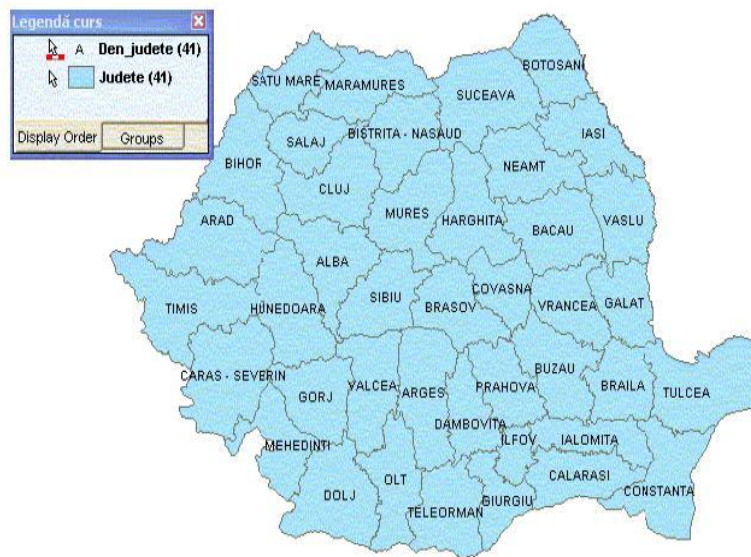 Legendă curs
A Den_judete (41)
Judete (41)
Display Order
Groups
BOTOSANI
SATU MARE
MARAMURES
SUCEAVA
BISTRITA - NASAUD
IASI
SALAJ
BIHOR
NEAMT
CLUJ
ARAD
MURES
HARGHITA
BACAU
VASLU
ALBA
COVASNA
TIMIS
HUNEDOARA
SIBIU
BRASOV
VRANCEA
GALAT
CARAS - SEVERIN
GORJ
VALCEA
ARGES
PRAHOVA
BUZAU
BRAILA
TULCEA
DAMBOVITA
MEHEDINTI
ILFOV
IALOMITA
OLT
CALARASI
DOLJ
TELEORMAN
GIURGIU
CONSTANTA